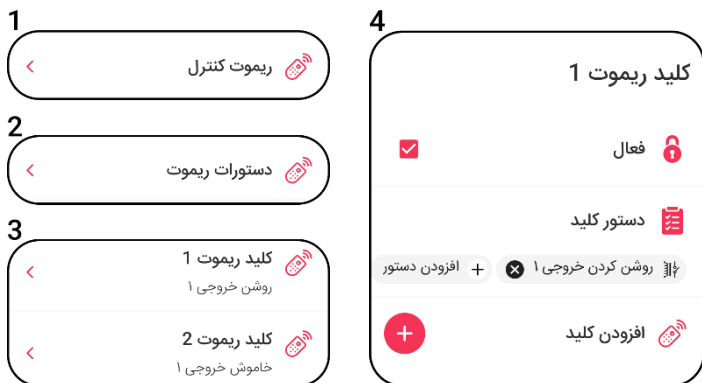 1
ریموت کنترل
2
دستورات ریموت
3
کلید ریموت 1
روشن خروجی ۱
کلید ریموت 2
خاموش خروجی ۱
4
کلید ریموت 1
فعال
دستور کلید
روشن کردن خروجی ۱ افزودن دستور
افزودن کلید